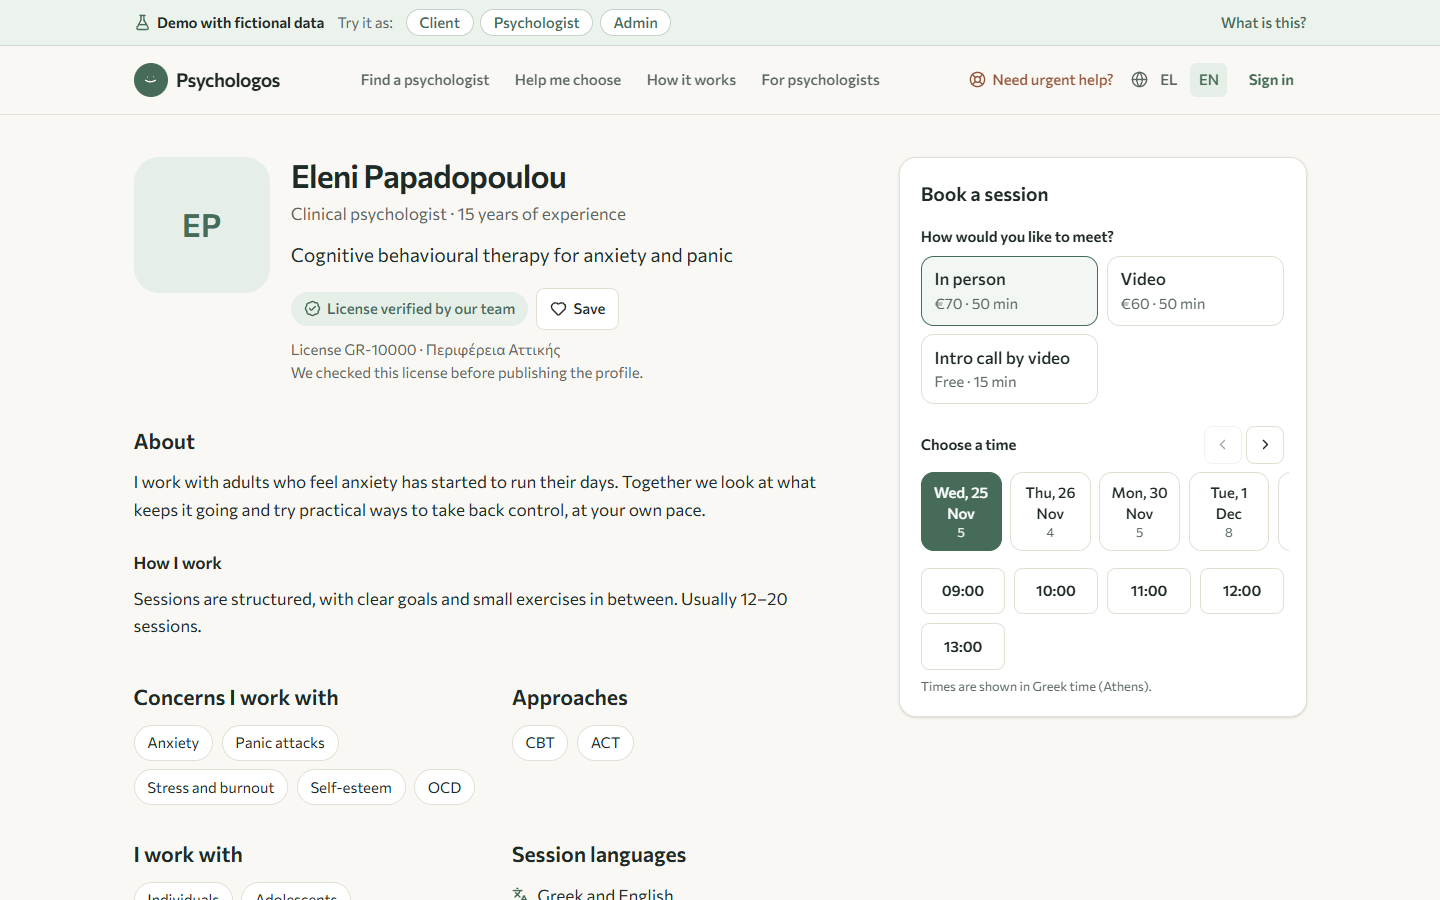 Demo with fictional data Try it as: Client Psychologist Admin What is this?
Psychologos Find a psychologist Help me choose How it works For psychologists Need urgent help? EL EN Sign in
EP
Eleni Papadopoulou
Clinical psychologist · 15 years of experience
Cognitive behavioural therapy for anxiety and panic
License verified by our team Save
License GR-10000 · Περιφέρεια Αττικής
We checked this license before publishing the profile.
About
I work with adults who feel anxiety has started to run their days. Together we look at what
keeps it going and try practical ways to take back control, at your own pace.
How I work
Sessions are structured, with clear goals and small exercises in between. Usually 12–20
sessions.
Concerns I work with
Anxiety Panic attacks
Stress and burnout Self-esteem OCD
Approaches
CBT ACT
I work with
Individuals Adolescents
Session languages
Greek and English
Book a session
How would you like to meet?
In person
€70 · 50 min
Video
€60 · 50 min
Intro call by video
Free · 15 min
Choose a time
Wed, 25
Nov
5
Thu, 26
Nov
4
Mon, 30
Nov
5
Tue, 1
Dec
8
09:00 10:00 11:00 12:00
13:00
Times are shown in Greek time (Athens).